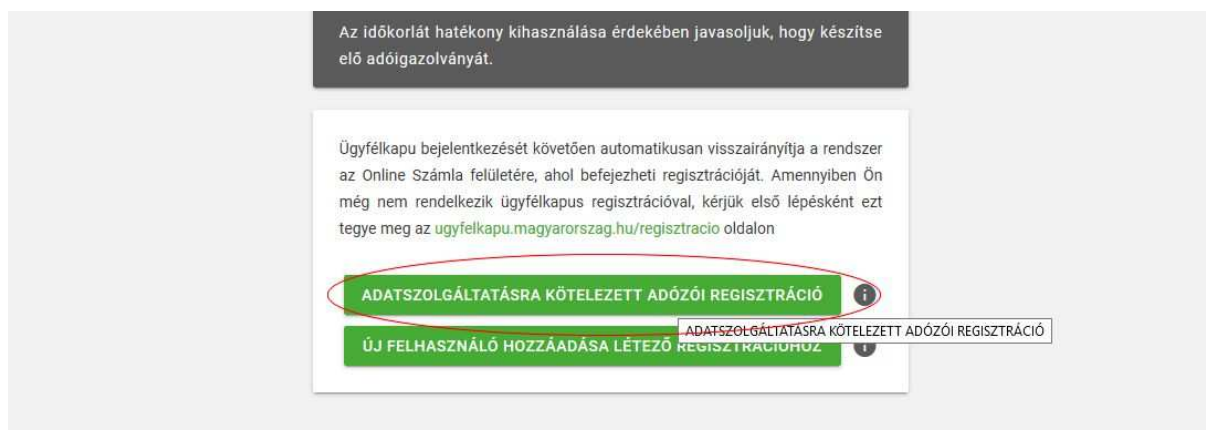 Az időkorlát hatékony kihasználása érdekében javasoljuk, hogy készítse
elő adóigazolványát.
Ügyfélkapu bejelentkezését követően automatikusan visszairányítja a rendszer
az Online Számla felületére, ahol befejezheti regisztrációját. Amennyiben Ön
még nem rendelkezik ügyfélkapus regisztrációval, kérjük első lépésként ezt
tegye meg az ugyfelkapu.magyarorszag.hu/regisztracio oldalon
ADATSZOLGÁLTATÁSRA KÖTELEZETT ADÓZÓI REGISZTRÁCIÓ
ADATSZOLGÁLTATÁSRA KÖTELEZETT ADÓZÓI REGISZTRÁCIÓ
ÚJ FELHASZNÁLÓ HOZZÁADÁSA LÉTEZŐ REGISZTRÁCIÓHOZ